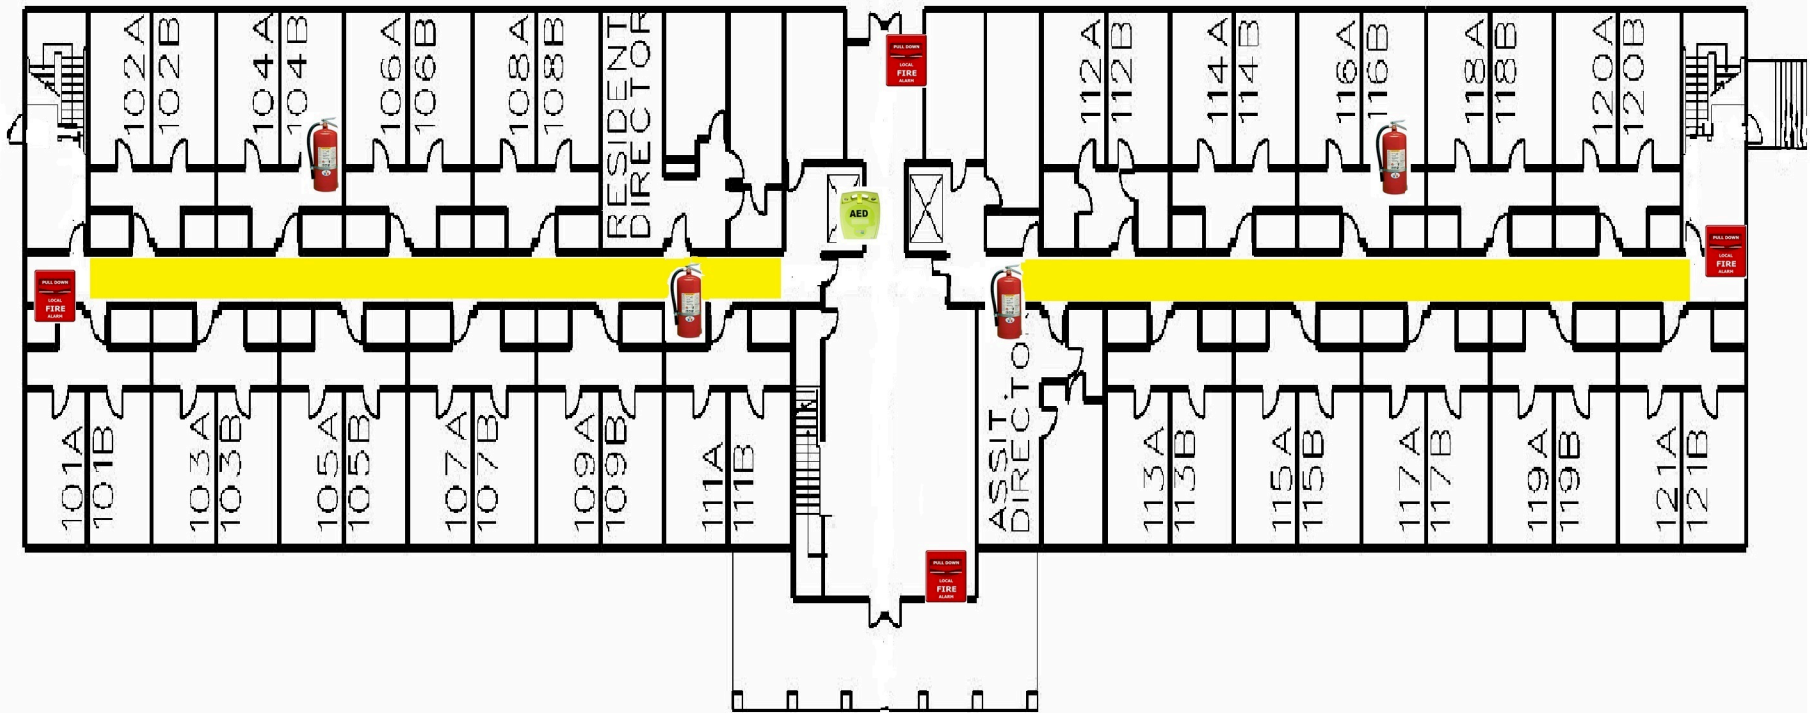 102A
102B
104A
104B
106A
106B
108A
108B
RESIDENT
DIRECTOR
PULL DOWN
LOCAL
FIRE
ALARM
112A
112B
114A
114B
116A
116B
118A
118B
120A
120B
AED
PULL DOWN
LOCAL
FIRE
ALARM
PULL DOWN
LOCAL
FIRE
ALARM
101A
101B
103A
103B
105A
105B
107A
107B
109A
109B
111A
111B
ASSIT.
DIRECTO
113A
113B
115A
115B
117A
117B
119A
119B
121A
121B
PULL DOWN
LOCAL
FIRE
ALARM